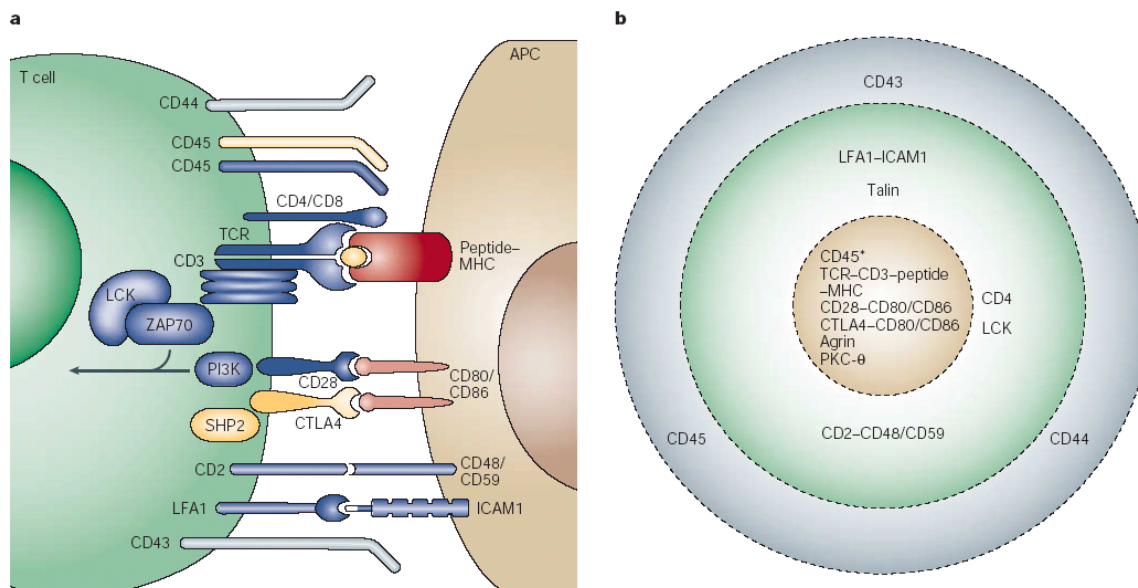 a
T cell
APC
CD44
CD45
CD45
CD4/CD8
TCR
CD3
Peptide–
MHC
LCK
ZAP70
PI3K
CD28
CD80/
CD86
CTLA4
SHP2
CD2
CD48/
CD59
LFA1
ICAM1
CD43
b
CD43
LFA1–ICAM1
Talin
CD45*
TCR–CD3–peptide
–MHC
CD28–CD80/CD86
CTLA4–CD80/CD86
Agrin
PKC-θ
CD4
LCK
CD2–CD48/CD59
CD45
CD44